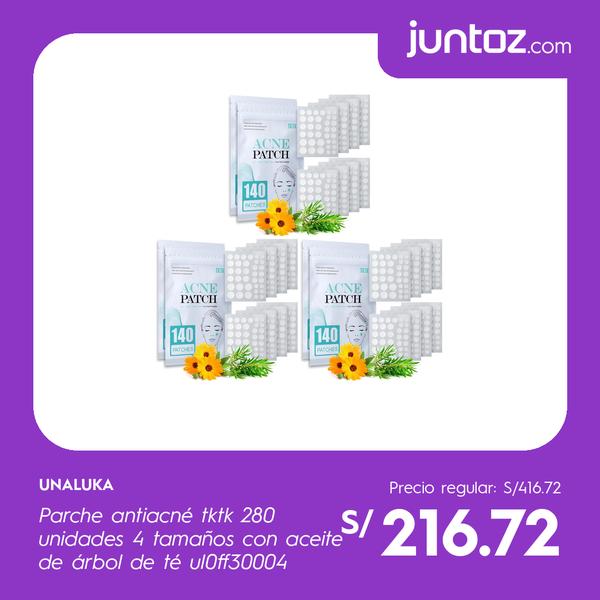 juntoz.com
ACNE
PATCH
140
PATCHES
ACNE
PATCH
140
PATCHES
ACNE
PATCH
140
PATCHES
UNALUKA
Parche antiacné tktk 280
unidades 4 tamaños con aceite
de árbol de té ul0ff30004
Precio regular: S/416.72
S/ 216.72